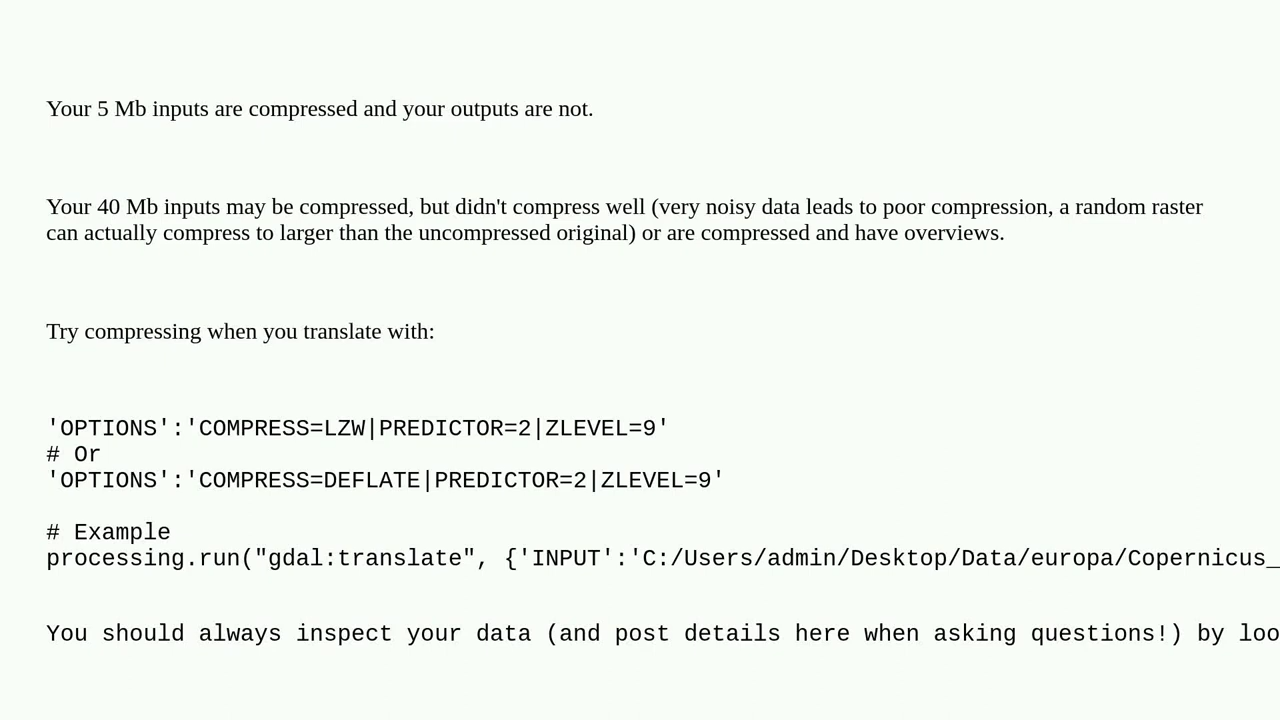 Your 5 Mb inputs are compressed and your outputs are not.
Your 40 Mb inputs may be compressed, but didn't compress well (very noisy data leads to poor compression, a random raster
can actually compress to larger than the uncompressed original) or are compressed and have overviews.
Try compressing when you translate with:
'OPTIONS':'COMPRESS=LZW|PREDICTOR=2|ZLEVEL=9'
# Or
'OPTIONS':'COMPRESS=DEFLATE|PREDICTOR=2|ZLEVEL=9'
# Example
processing.run("gdal:translate", {'INPUT':'C:/Users/admin/Desktop/Data/europa/Copernicus_
You should always inspect your data (and post details here when asking questions!) by loo